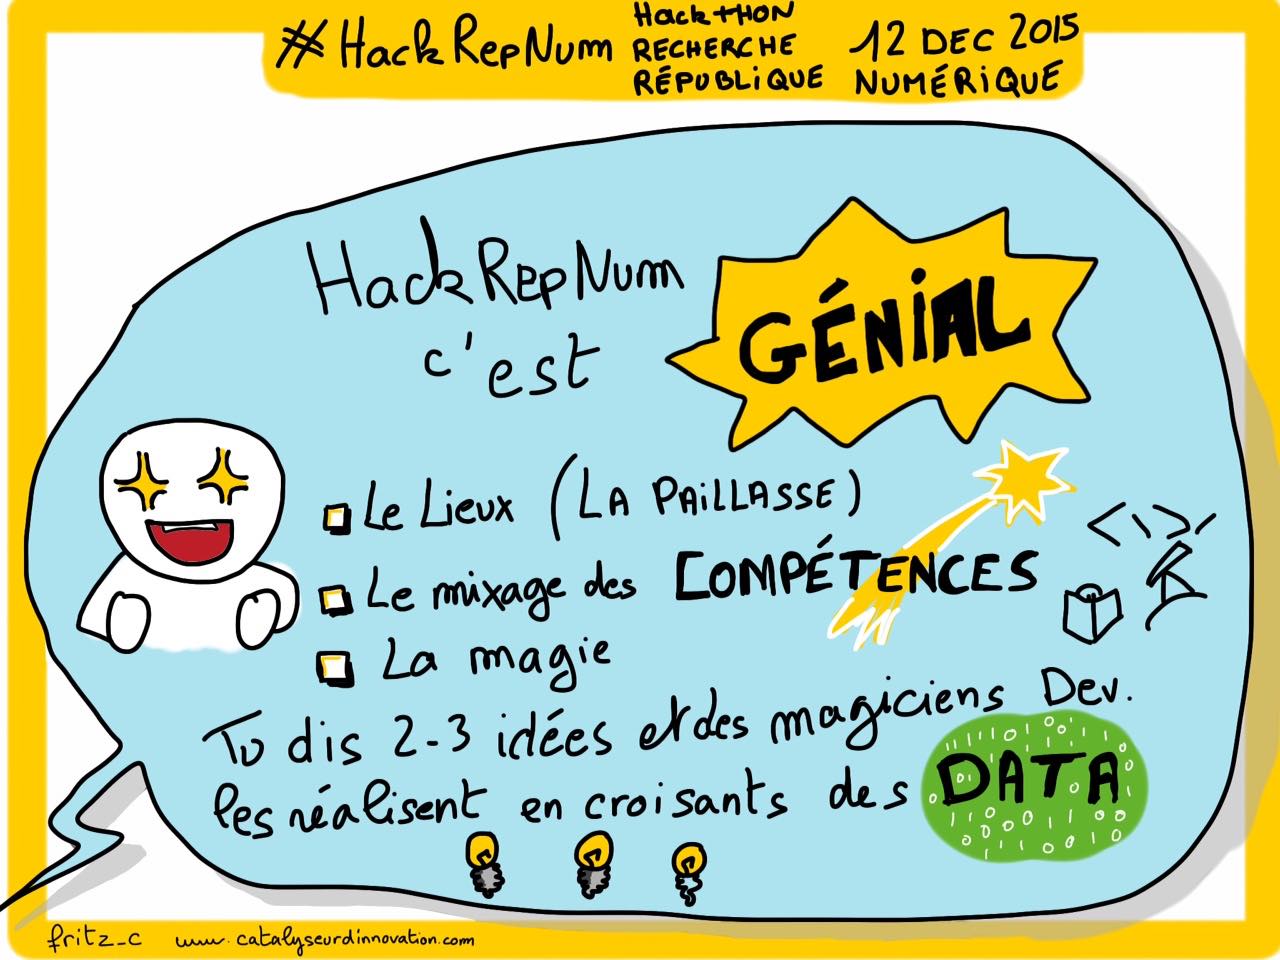 #HackRepNum
Hack+HON
RECHERCHE
RÉPUBLiQUE
12 DEC 2015
NUMÉRiQUE
HackRepNum
c'est
GÉNiAL
Le Lieux (LA PAiLLASSE)
Le mixage des COMPÉTENCES
<\>/
La magie
Tu dis 2-3 idées et des magiciens Dev.
les réalisent en croisants des DATA
fritz_c www.catalyseurdinnovation.com